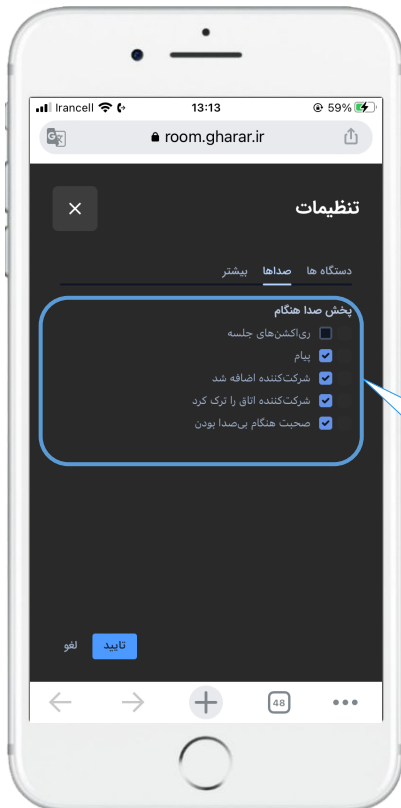 Irancell 13:13 59%
room.gharar.ir
تنظیمات
دستگاه ها صداها بیشتر
پخش صدا هنگام
ری‌اکشن‌های جلسه
پیام
شرکت‌کننده اضافه شد
شرکت‌کننده اتاق را ترک کرد
صحبت هنگام بی‌صدا بودن
تایید لغو
48